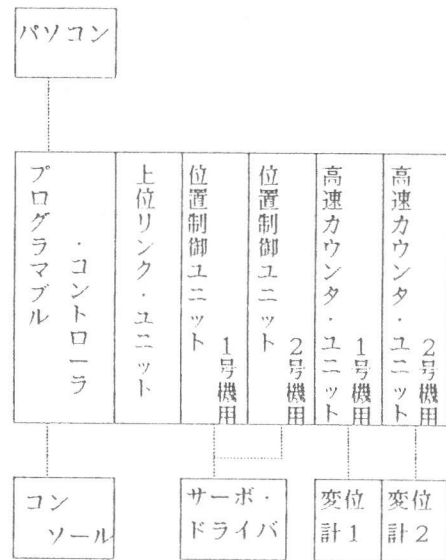 パソコン
プログラマブル
・コントローラ
上位リンク・ユニット
位置制御ユニット
1号機用
位置制御ユニット
2号機用
高速カウンタ・ユニット
1号機用
高速カウンタ・ユニット
2号機用
コン
ソール
サーボ・
ドライバ
変位
計1
変位
計2